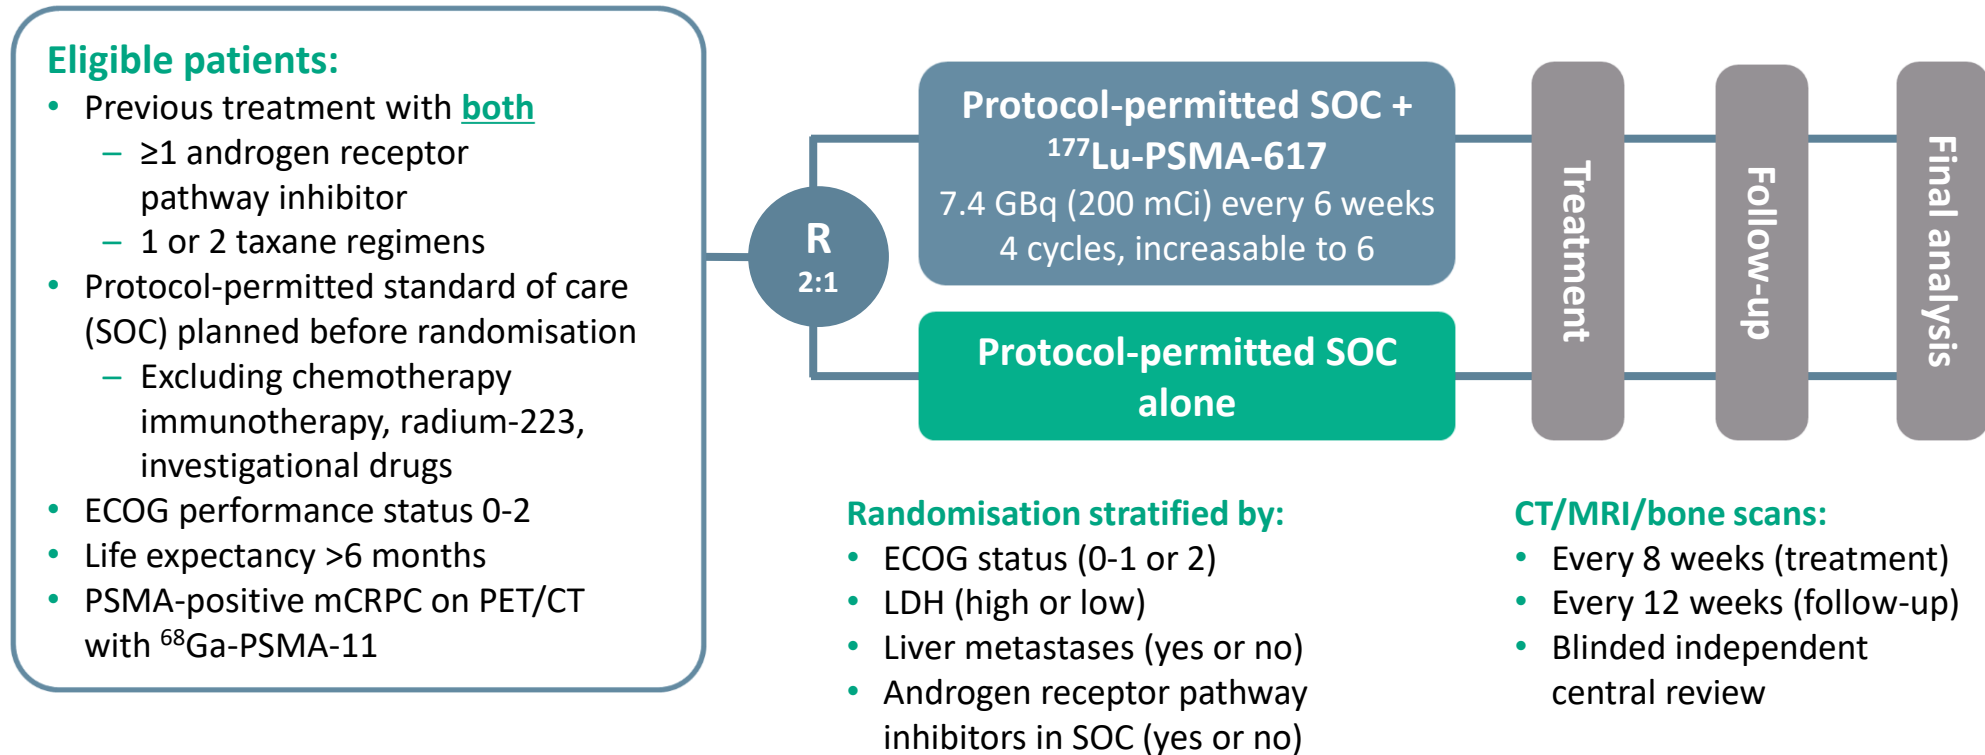 Eligible patients:
• Previous treatment with both
– ≥1 androgen receptor
pathway inhibitor
– 1 or 2 taxane regimens
• Protocol-permitted standard of care
(SOC) planned before randomisation
– Excluding chemotherapy
immunotherapy, radium-223,
investigational drugs
• ECOG performance status 0-2
• Life expectancy >6 months
• PSMA-positive mCRPC on PET/CT
with ⁶⁸Ga-PSMA-11
R
2:1
Protocol-permitted SOC +
¹⁷⁷Lu-PSMA-617
7.4 GBq (200 mCi) every 6 weeks
4 cycles, increasable to 6
Protocol-permitted SOC
alone
Treatment
Follow-up
Final analysis
Randomisation stratified by:
• ECOG status (0-1 or 2)
• LDH (high or low)
• Liver metastases (yes or no)
• Androgen receptor pathway
inhibitors in SOC (yes or no)
CT/MRI/bone scans:
• Every 8 weeks (treatment)
• Every 12 weeks (follow-up)
• Blinded independent
central review